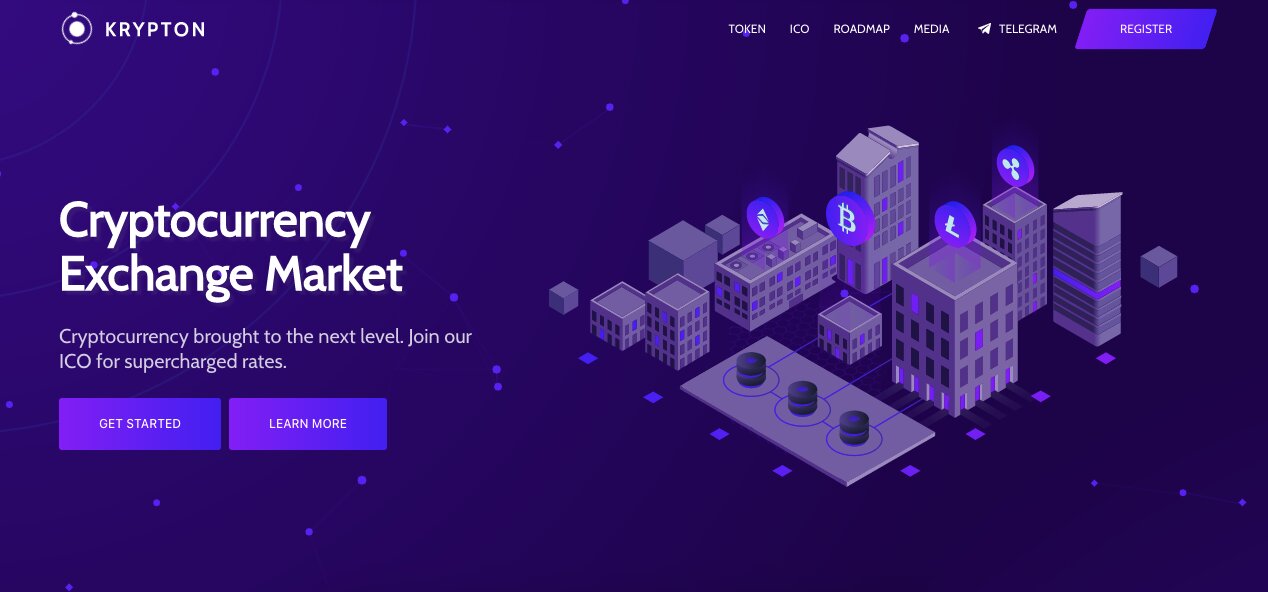 KRYPTON
TOKEN ICO ROADMAP MEDIA TELEGRAM REGISTER
Cryptocurrency
Exchange Market
Cryptocurrency brought to the next level. Join our
ICO for supercharged rates.
GET STARTED LEARN MORE